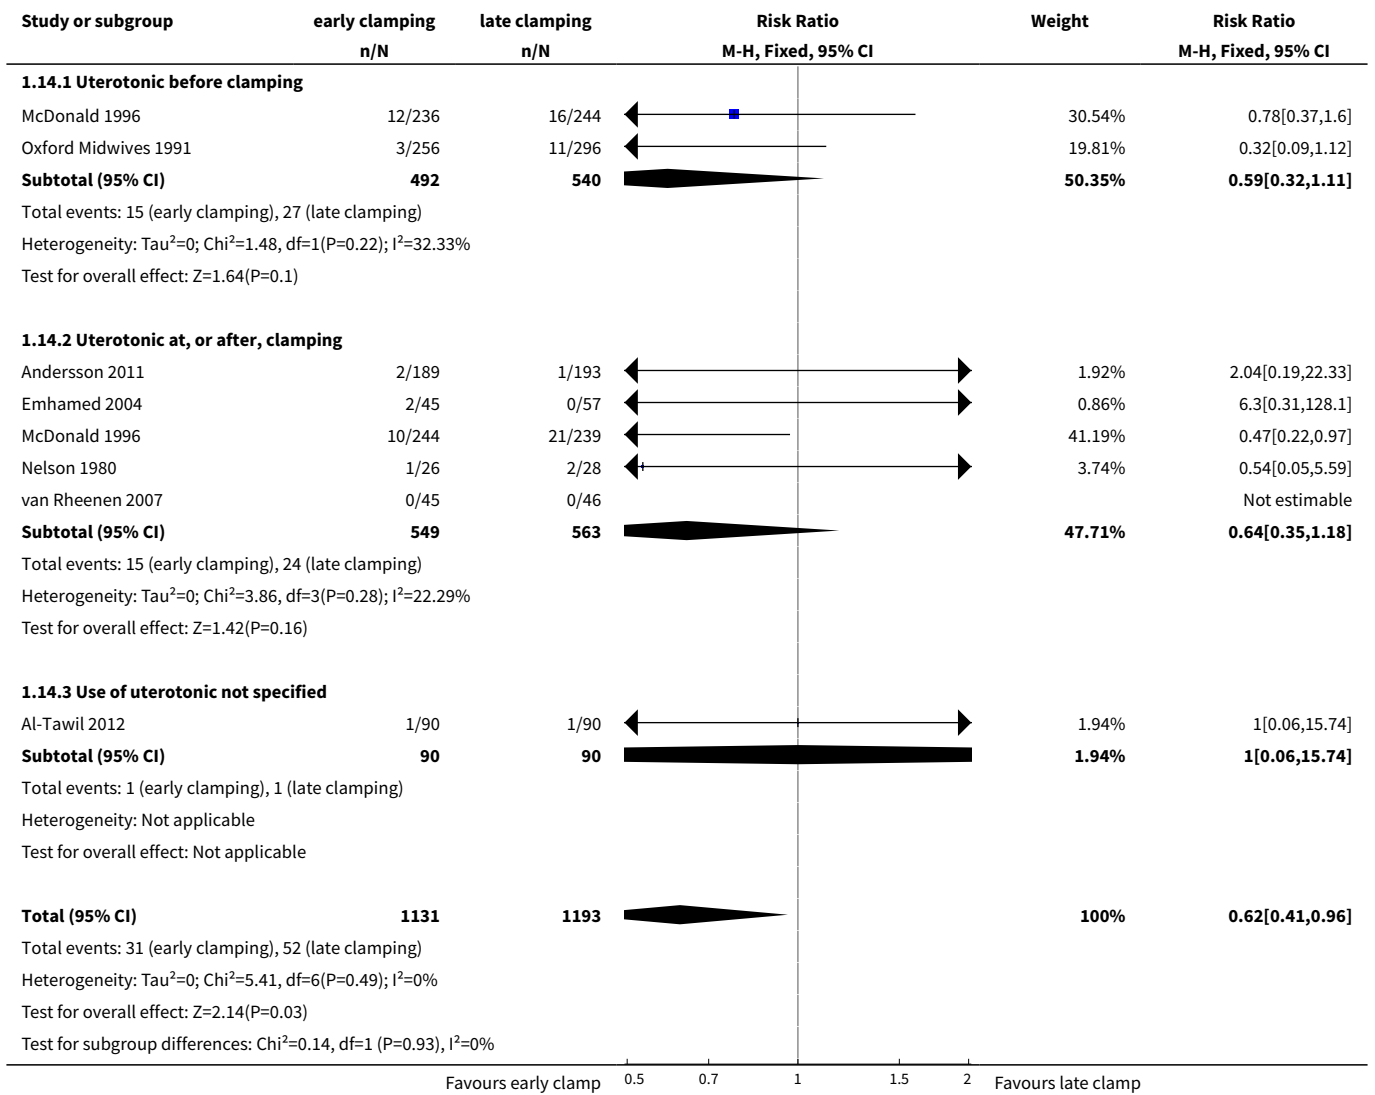 Study or subgroup early clamping late clamping Risk Ratio Weight Risk Ratio
n/N n/N M-H, Fixed, 95% CI M-H, Fixed, 95% CI
1.14.1 Uterotonic before clamping
McDonald 1996 12/236 16/244 30.54% 0.78[0.37,1.6]
Oxford Midwives 1991 3/256 11/296 19.81% 0.32[0.09,1.12]
Subtotal (95% CI) 492 540 50.35% 0.59[0.32,1.11]
Total events: 15 (early clamping), 27 (late clamping)
Heterogeneity: Tau²=0; Chi²=1.48, df=1(P=0.22); I²=32.33%
Test for overall effect: Z=1.64(P=0.1)
1.14.2 Uterotonic at, or after, clamping
Andersson 2011 2/189 1/193 1.92% 2.04[0.19,22.33]
Emhamed 2004 2/45 0/57 0.86% 6.3[0.31,128.1]
McDonald 1996 10/244 21/239 41.19% 0.47[0.22,0.97]
Nelson 1980 1/26 2/28 3.74% 0.54[0.05,5.59]
van Rheenen 2007 0/45 0/46 Not estimable
Subtotal (95% CI) 549 563 47.71% 0.64[0.35,1.18]
Total events: 15 (early clamping), 24 (late clamping)
Heterogeneity: Tau²=0; Chi²=3.86, df=3(P=0.28); I²=22.29%
Test for overall effect: Z=1.42(P=0.16)
1.14.3 Use of uterotonic not specified
Al-Tawil 2012 1/90 1/90 1.94% 1[0.06,15.74]
Subtotal (95% CI) 90 90 1.94% 1[0.06,15.74]
Total events: 1 (early clamping), 1 (late clamping)
Heterogeneity: Not applicable
Test for overall effect: Not applicable
Total (95% CI) 1131 1193 100% 0.62[0.41,0.96]
Total events: 31 (early clamping), 52 (late clamping)
Heterogeneity: Tau²=0; Chi²=5.41, df=6(P=0.49); I²=0%
Test for overall effect: Z=2.14(P=0.03)
Test for subgroup differences: Chi²=0.14, df=1 (P=0.93), I²=0%
Favours early clamp 0.5 0.7 1 1.5 2 Favours late clamp